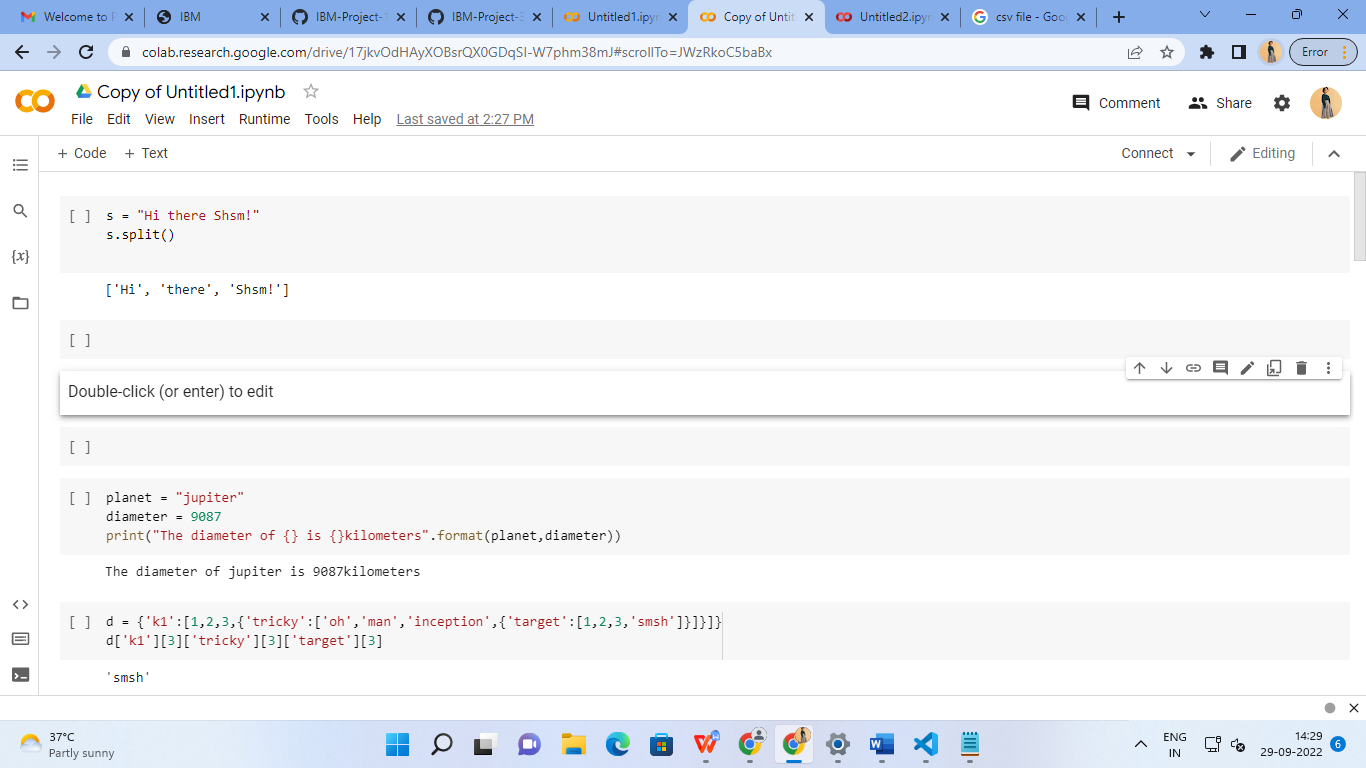 Welcome to P
IBM
IBM-Project-1
IBM-Project-3
Untitled1.ipyn
Copy of Untit
Untitled2.ipyn
csv file - Goo
colab.research.google.com/drive/17jkvOdHAyXOBsrQX0GDqSI-W7phm38mJ#scrollTo=JWzRkoC5baBx
Error
Copy of Untitled1.ipynb
Comment
Share
File Edit View Insert Runtime Tools Help Last saved at 2:27 PM
+ Code + Text
Connect
Editing
[ ] s = "Hi there Shsm!"
s.split()
['Hi', 'there', 'Shsm!']
[ ]
Double-click (or enter) to edit
[ ]
[ ] planet = "jupiter"
diameter = 9087
print("The diameter of {} is {}kilometers".format(planet,diameter))
The diameter of jupiter is 9087kilometers
[ ] d = {'k1':[1,2,3,{'tricky':['oh','man','inception',{'target':[1,2,3,'smsh']}]}]}
d['k1'][3]['tricky'][3]['target'][3]
'smsh'
37°C
Partly sunny
ENG
IN
14:29
29-09-2022
6